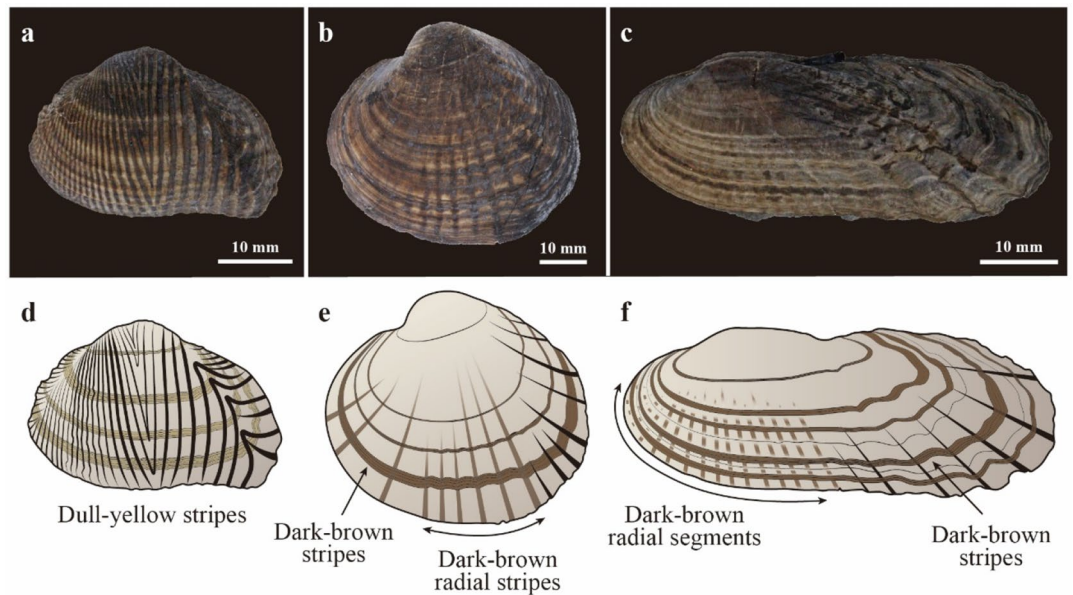 a
b
c
10 mm
10 mm
10 mm
d
e
f
Dull-yellow stripes
Dark-brown
stripes
Dark-brown
radial stripes
Dark-brown
radial segments
Dark-brown
stripes